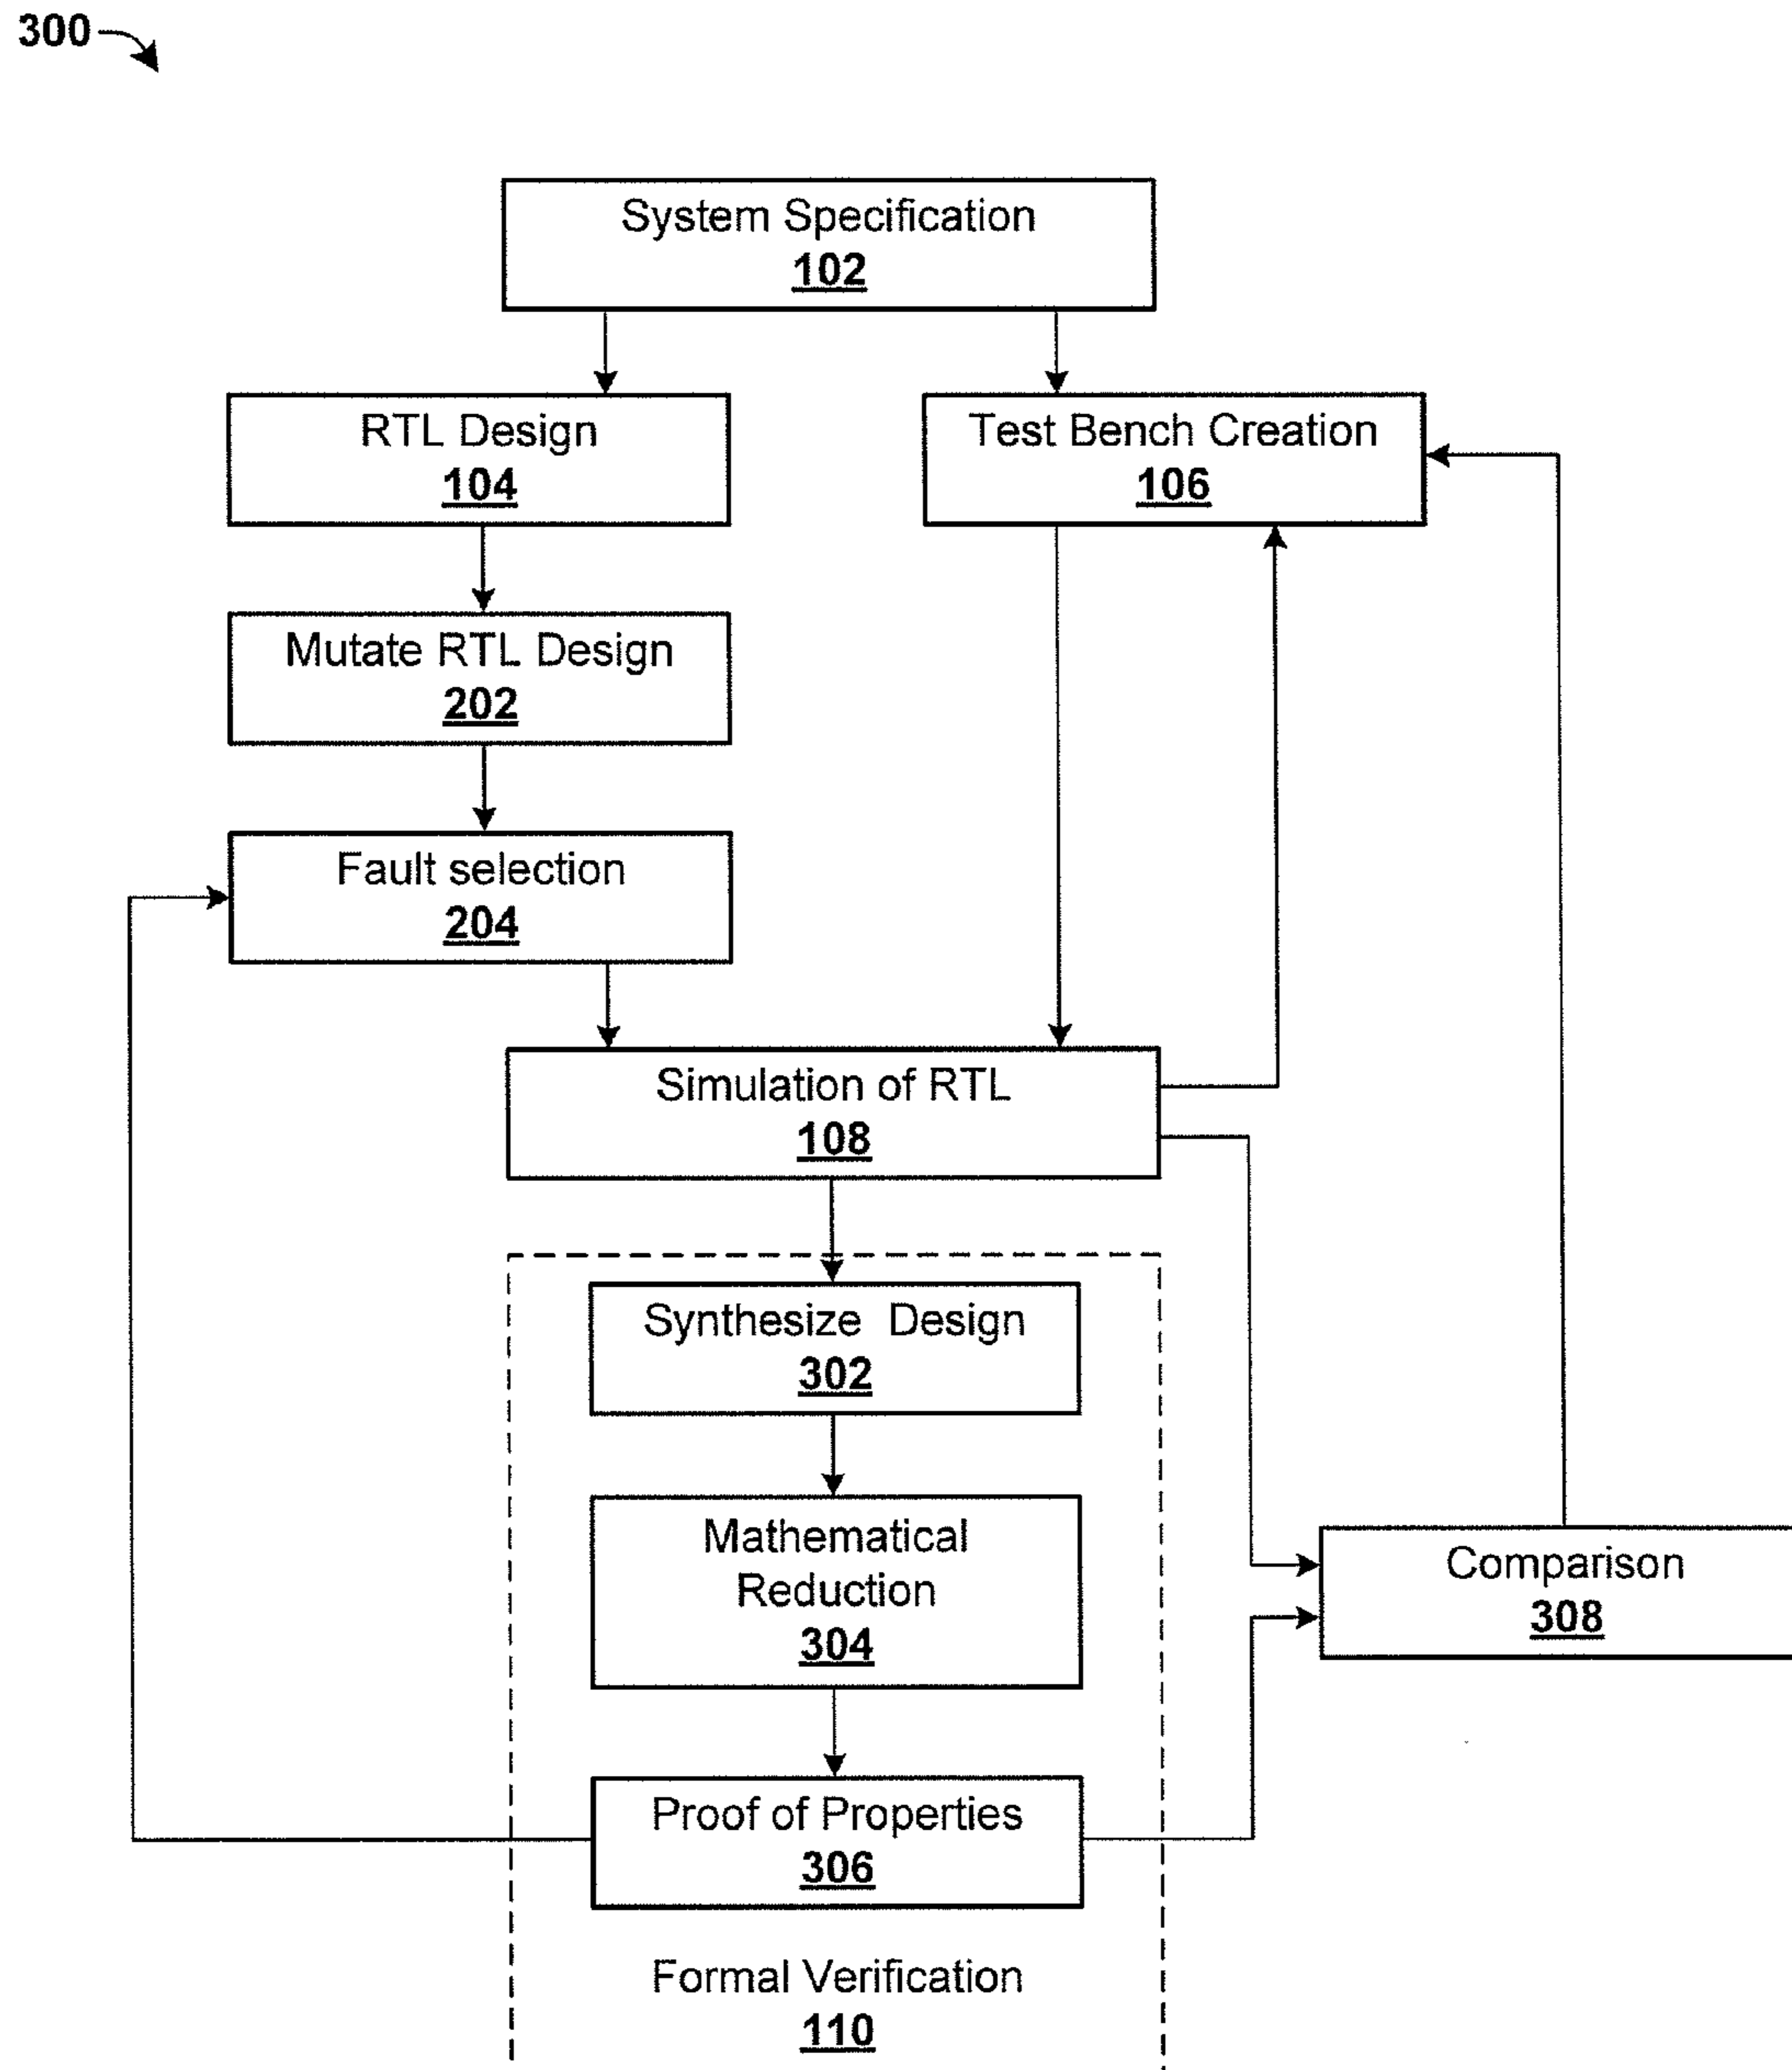 300
System Specification
102
RTL Design
104
Test Bench Creation
106
Mutate RTL Design
202
Fault selection
204
Simulation of RTL
108
Synthesize Design
302
Mathematical
Reduction
304
Comparison
308
Proof of Properties
306
Formal Verification
110